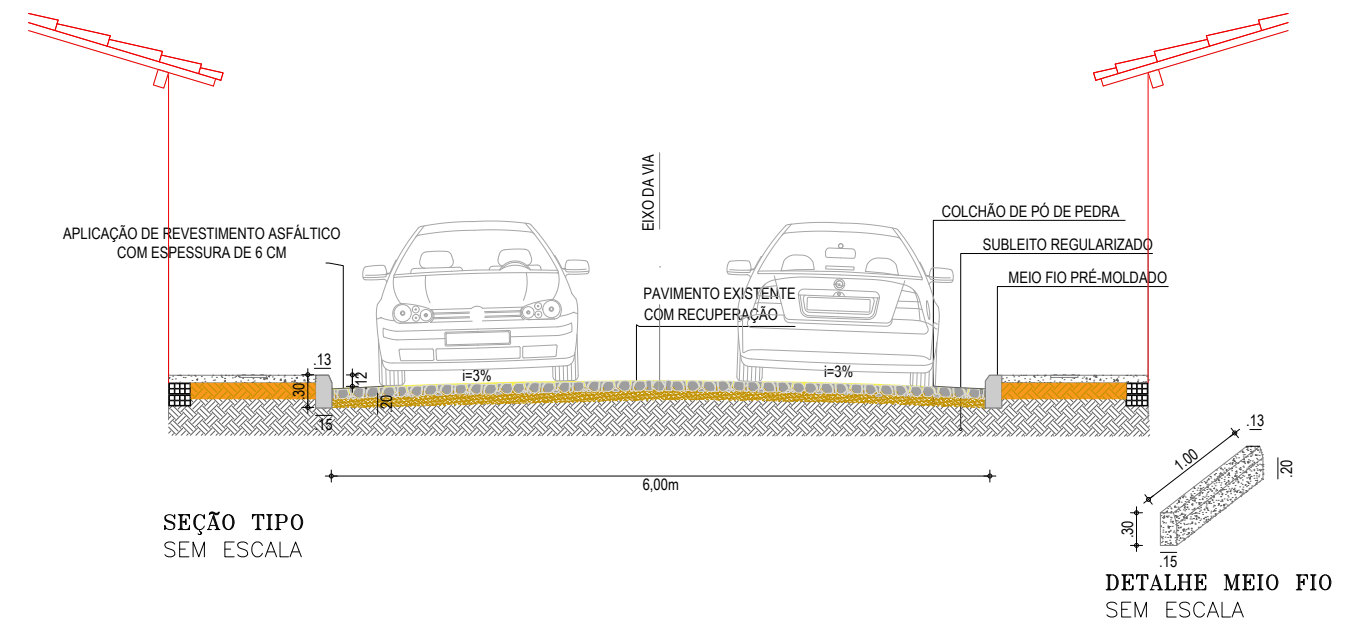 EIXO DA VIA
APLICAÇÃO DE REVESTIMENTO ASFÁLTICO
COM ESPESSURA DE 6 CM
COLCHÃO DE PÓ DE PEDRA
SUBLEITO REGULARIZADO
MEIO FIO PRÉ-MOLDADO
PAVIMENTO EXISTENTE
COM RECUPERAÇÃO
.13
.30
12
i=3%
i=3%
20
.15
6,00m
SEÇÃO TIPO
SEM ESCALA
.13
1.00
.20
.30
.15
DETALHE MEIO FIO
SEM ESCALA